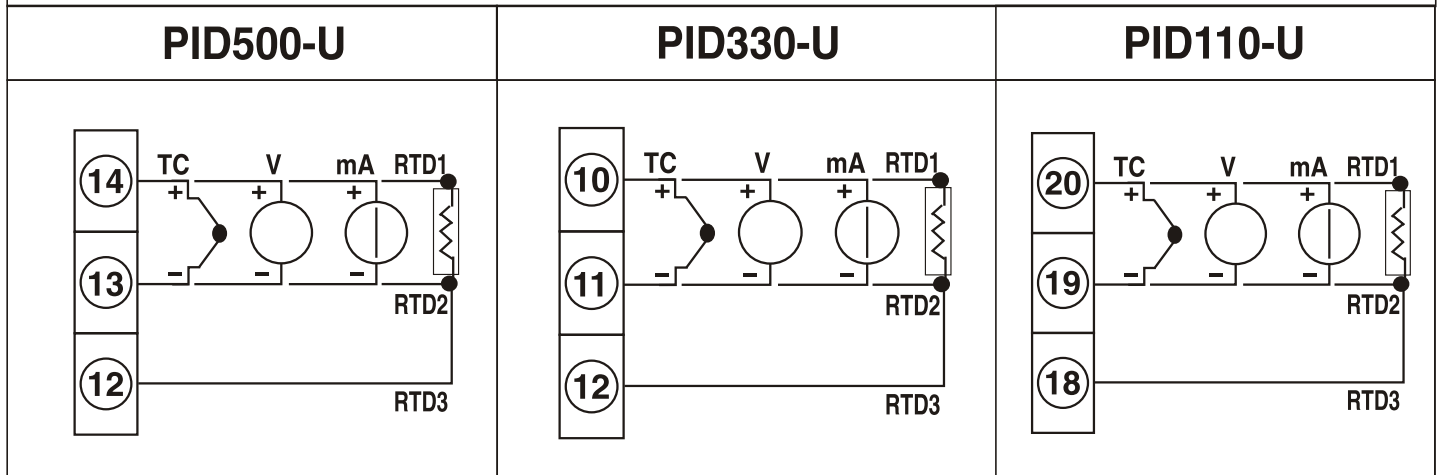 PID500-U PID330-U PID110-U
14 TC V mA RTD1
+ + +
13 - - -
RTD2
12
RTD3
10 TC V mA RTD1
+ + +
11 - - -
RTD2
12
RTD3
20 TC V mA RTD1
+ + +
19 - - -
RTD2
18
RTD3